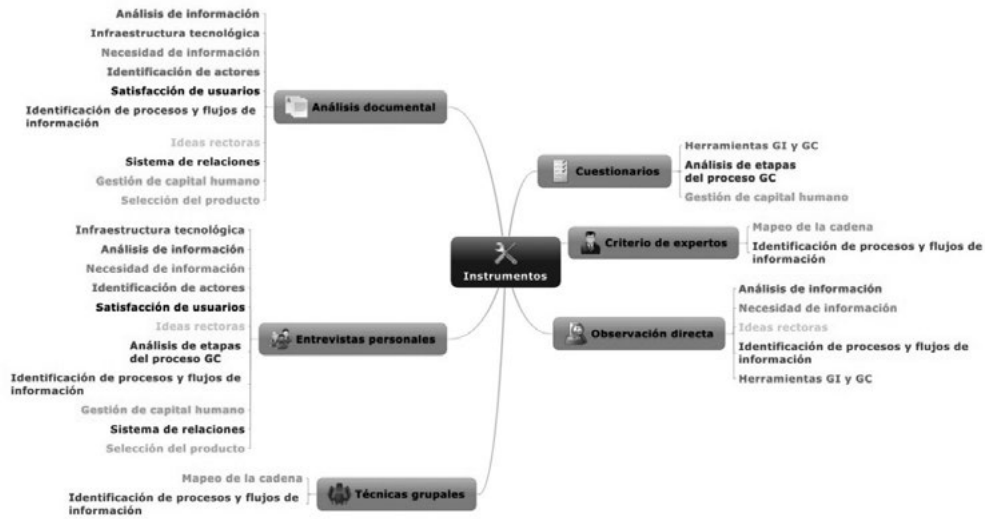 Análisis de información
Infraestructura tecnológica
Necesidad de información
Identificación de actores
Satisfacción de usuarios
Identificación de procesos y flujos de
información
Ideas rectoras
Sistema de relaciones
Gestión de capital humano
Selección del producto
Análisis documental
Infraestructura tecnológica
Análisis de información
Necesidad de información
Identificación de actores
Satisfacción de usuarios
Ideas rectoras
Análisis de etapas
del proceso GC
Identificación de procesos y flujos de
información
Gestión de capital humano
Sistema de relaciones
Selección del producto
Entrevistas personales
Mapeo de la cadena
Identificación de procesos y flujos de
información
Técnicas grupales
Instrumentos
Cuestionarios
Herramientas GI y GC
Análisis de etapas
del proceso GC
Gestión de capital humano
Criterio de expertos
Mapeo de la cadena
Identificación de procesos y flujos de
información
Observación directa
Análisis de información
Necesidad de información
Ideas rectoras
Identificación de procesos y flujos de
información
Herramientas GI y GC